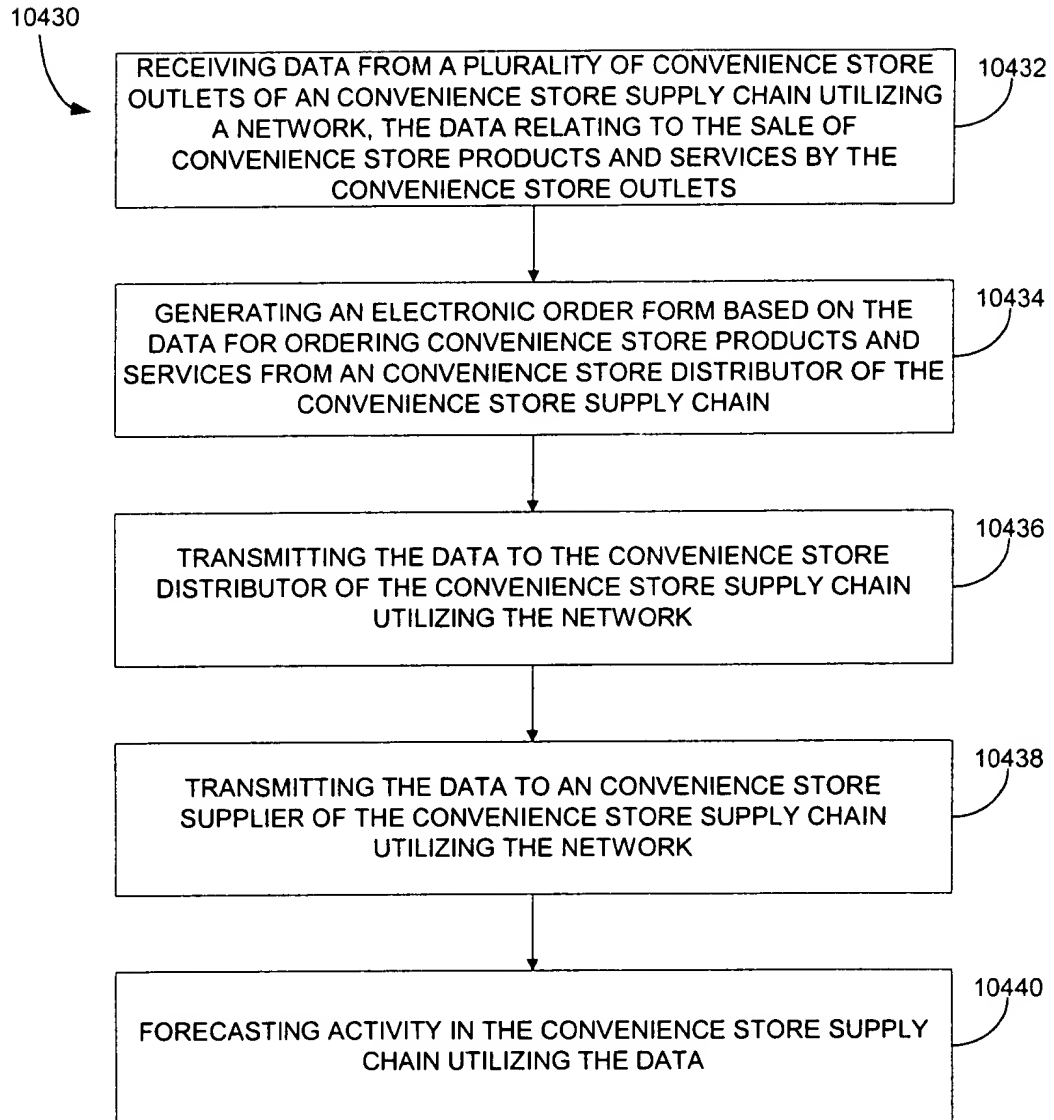 10430
RECEIVING DATA FROM A PLURALITY OF CONVENIENCE STORE
OUTLETS OF AN CONVENIENCE STORE SUPPLY CHAIN UTILIZING
A NETWORK, THE DATA RELATING TO THE SALE OF
CONVENIENCE STORE PRODUCTS AND SERVICES BY THE
CONVENIENCE STORE OUTLETS
10432
GENERATING AN ELECTRONIC ORDER FORM BASED ON THE
DATA FOR ORDERING CONVENIENCE STORE PRODUCTS AND
SERVICES FROM AN CONVENIENCE STORE DISTRIBUTOR OF THE
CONVENIENCE STORE SUPPLY CHAIN
10434
TRANSMITTING THE DATA TO THE CONVENIENCE STORE
DISTRIBUTOR OF THE CONVENIENCE STORE SUPPLY CHAIN
UTILIZING THE NETWORK
10436
TRANSMITTING THE DATA TO AN CONVENIENCE STORE
SUPPLIER OF THE CONVENIENCE STORE SUPPLY CHAIN
UTILIZING THE NETWORK
10438
FORECASTING ACTIVITY IN THE CONVENIENCE STORE SUPPLY
CHAIN UTILIZING THE DATA
10440